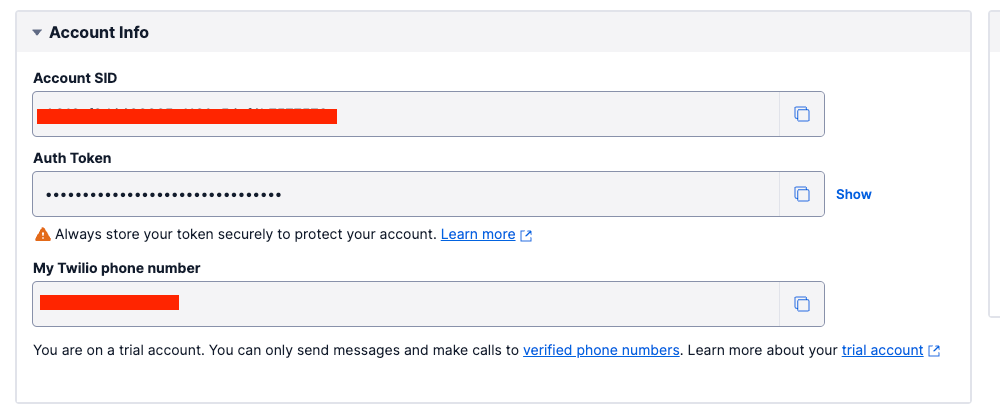 Account Info
Account SID
Auth Token
••••••••••••••••••••••••••••••••
Show
Always store your token securely to protect your account. Learn more
My Twilio phone number
You are on a trial account. You can only send messages and make calls to verified phone numbers. Learn more about your trial account